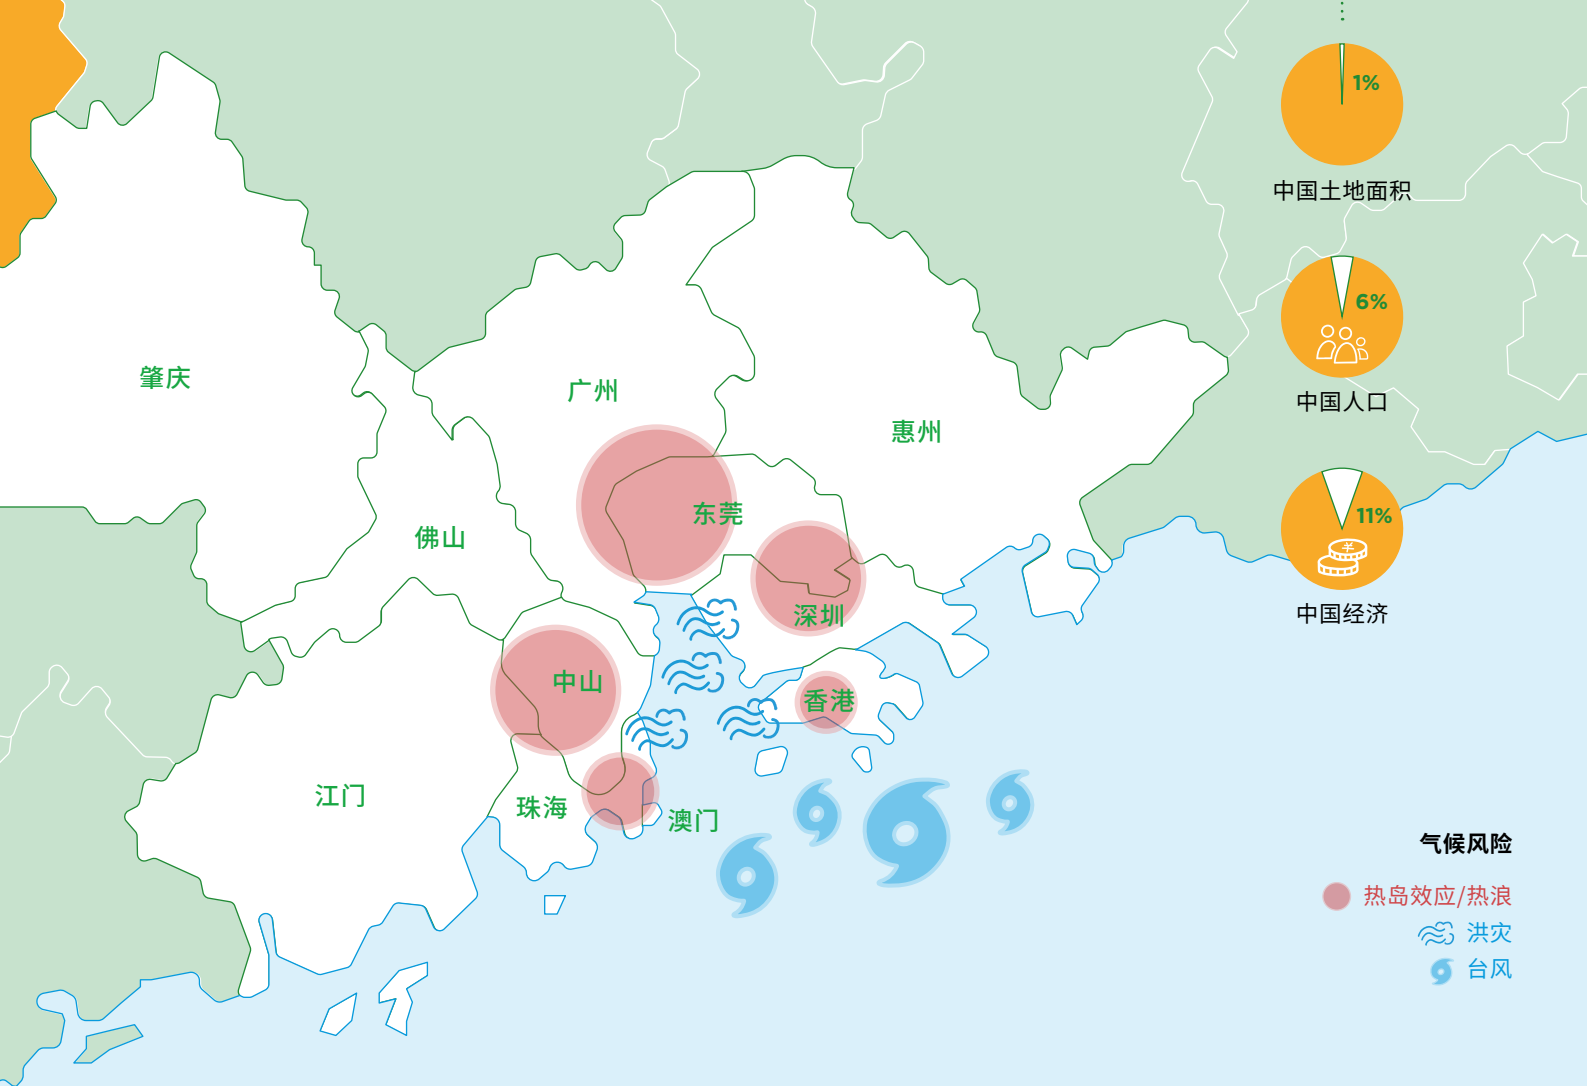 1%
中国土地面积
6%
中国人口
11%
中国经济
肇庆
广州
惠州
东莞
佛山
深圳
中山
香港
江门
珠海
澳门
气候风险
热岛效应/热浪
洪灾
台风